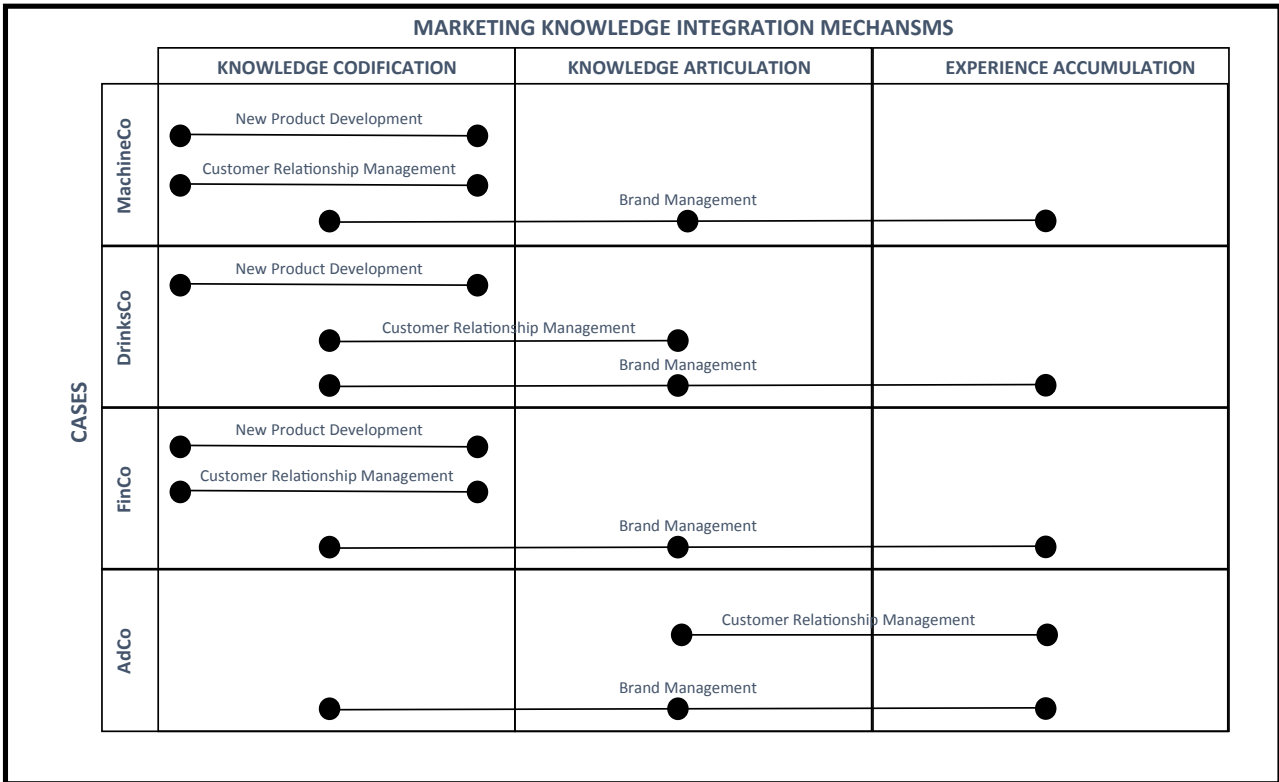 MARKETING KNOWLEDGE INTEGRATION MECHANSMS
KNOWLEDGE CODIFICATION
KNOWLEDGE ARTICULATION
EXPERIENCE ACCUMULATION
CASES
MachineCo
New Product Development
Customer Relationship Management
Brand Management
DrinksCo
New Product Development
Customer Relationship Management
Brand Management
FinCo
New Product Development
Customer Relationship Management
Brand Management
AdCo
Customer Relationship Management
Brand Management